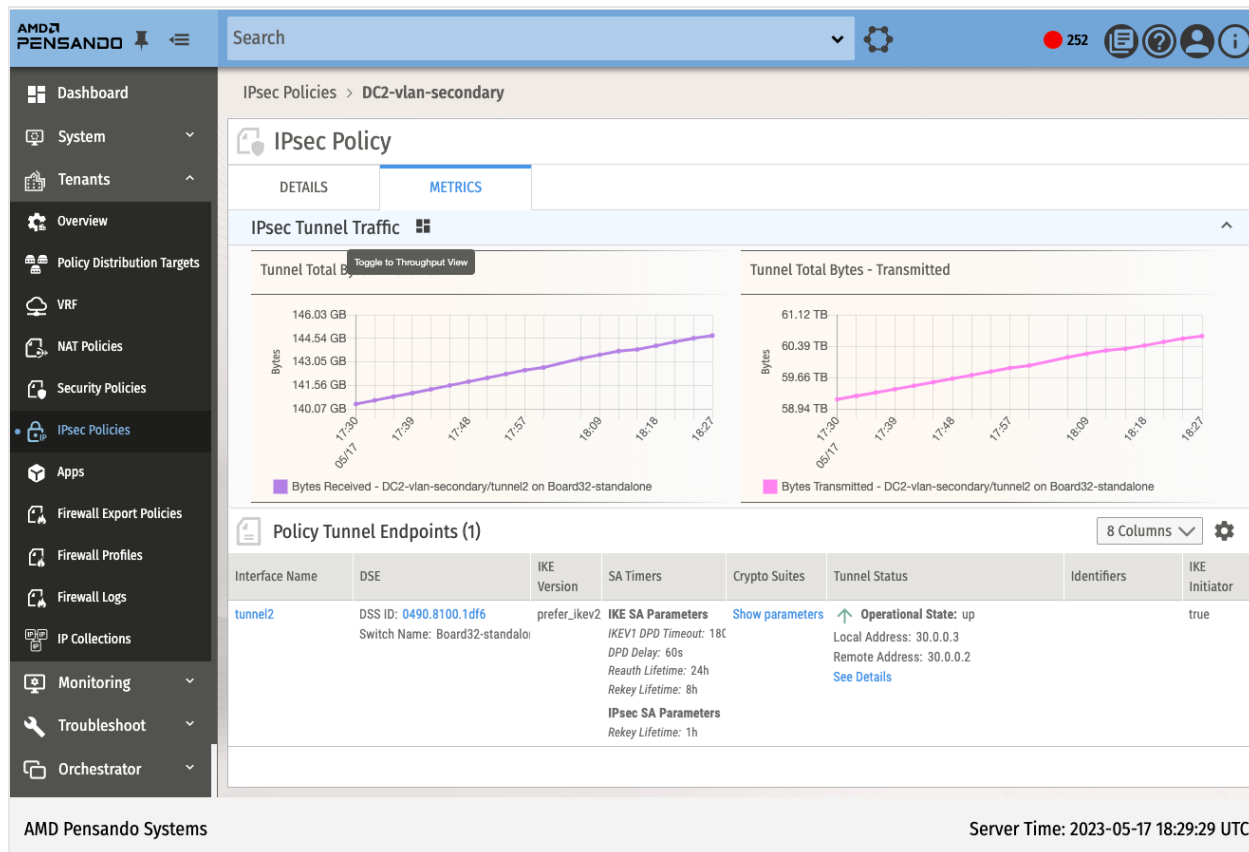 AMD
PENSANDO
Search
252
Dashboard
System
Tenants
Overview
Policy Distribution Targets
VRF
NAT Policies
Security Policies
IPsec Policies
Apps
Firewall Export Policies
Firewall Profiles
Firewall Logs
IP Collections
Monitoring
Troubleshoot
Orchestrator
IPsec Policies > DC2-vlan-secondary
IPsec Policy
DETAILS METRICS
IPsec Tunnel Traffic
Toggle to Throughput View
Tunnel Total B
146.03 GB
144.54 GB
143.05 GB
141.56 GB
140.07 GB
Bytes
17:30 17:39 17:48 17:57 18:09 18:18 18:27
05/17
Bytes Received - DC2-vlan-secondary/tunnel2 on Board32-standalone
Tunnel Total Bytes - Transmitted
61.12 TB
60.39 TB
59.66 TB
58.94 TB
Bytes
17:30 17:39 17:48 17:57 18:09 18:18 18:27
05/17
Bytes Transmitted - DC2-vlan-secondary/tunnel2 on Board32-standalone
Policy Tunnel Endpoints (1)
8 Columns
Interface Name DSE IKE Version SA Timers Crypto Suites Tunnel Status Identifiers IKE Initiator
tunnel2
DSS ID: 0490.8100.1df6
Switch Name: Board32-standalo
prefer_ikev2
IKE SA Parameters
IKEV1 DPD Timeout: 180
DPD Delay: 60s
Reauth Lifetime: 24h
Rekey Lifetime: 8h
IPsec SA Parameters
Rekey Lifetime: 1h
Show parameters
Operational State: up
Local Address: 30.0.0.3
Remote Address: 30.0.0.2
See Details
true
AMD Pensando Systems
Server Time: 2023-05-17 18:29:29 UTC